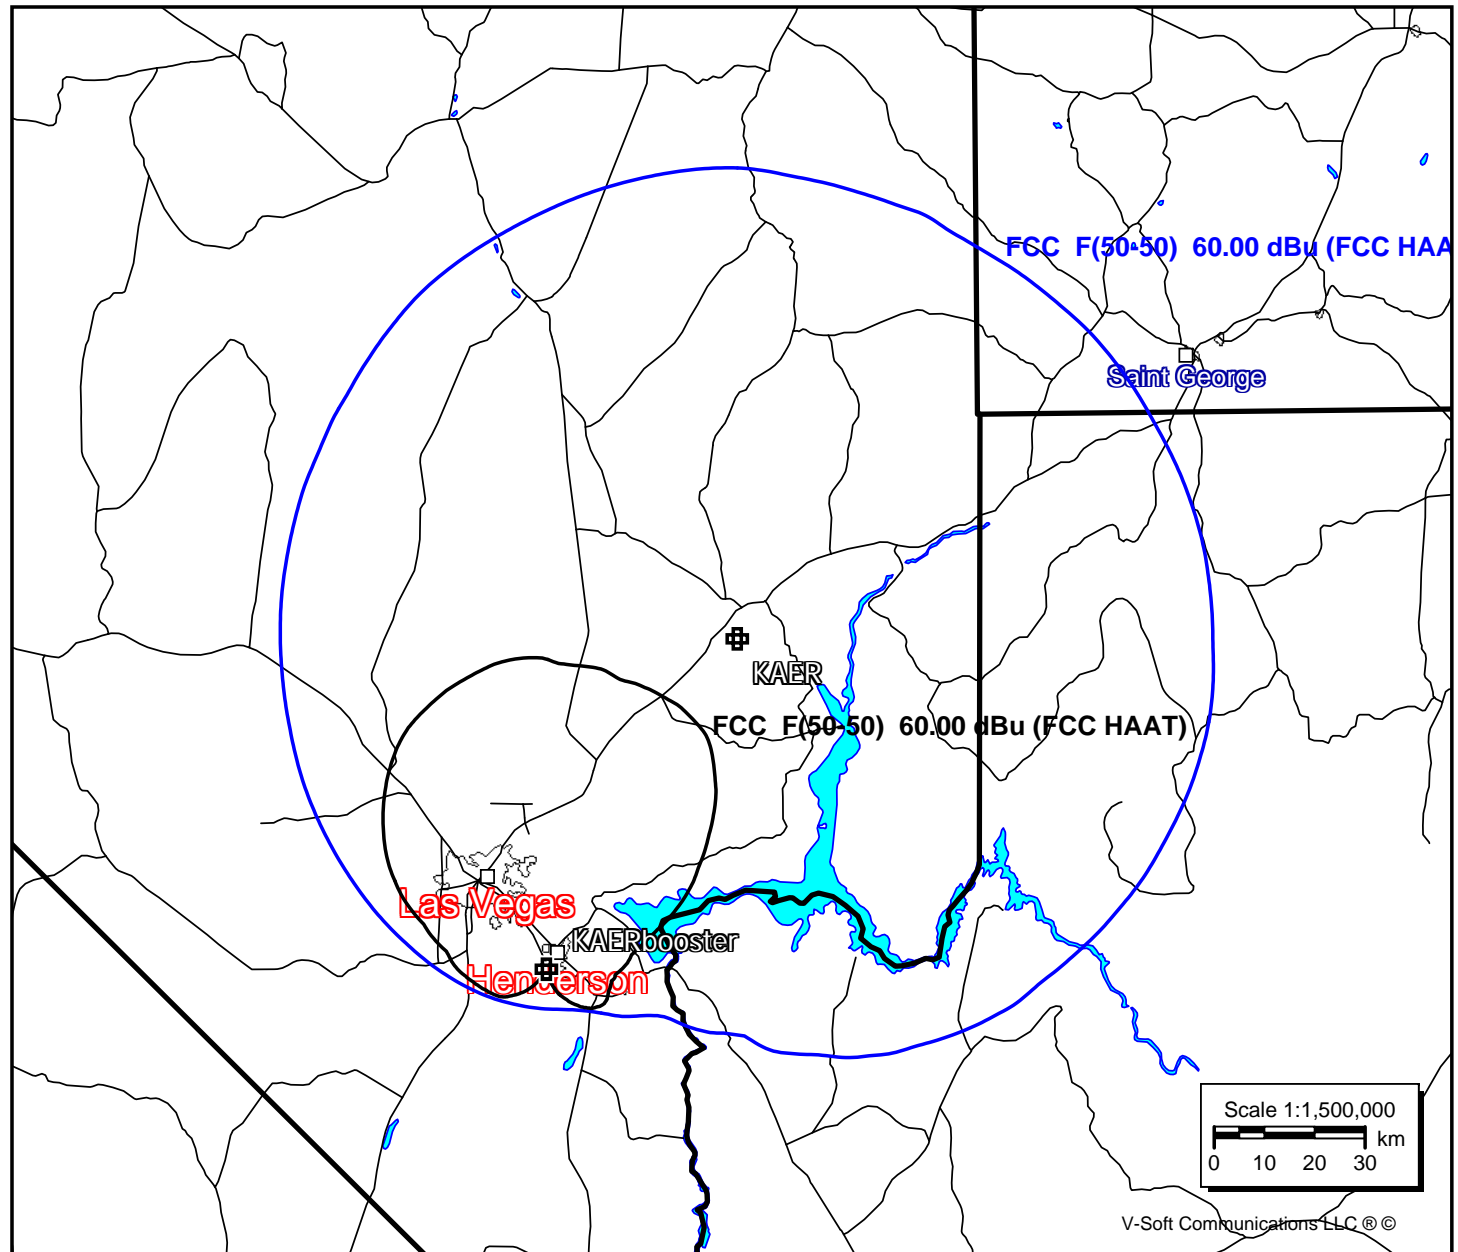 FCC F(50-50) 60.00 dBu (FCC HAA
Saint George
KAER
FCC F(50-50) 60.00 dBu (FCC HAAT)
Las Vegas
KAERbooster
Henderson
Scale 1:1,500,000
km
0 10 20 30
V-Soft Communications LLC ® ©